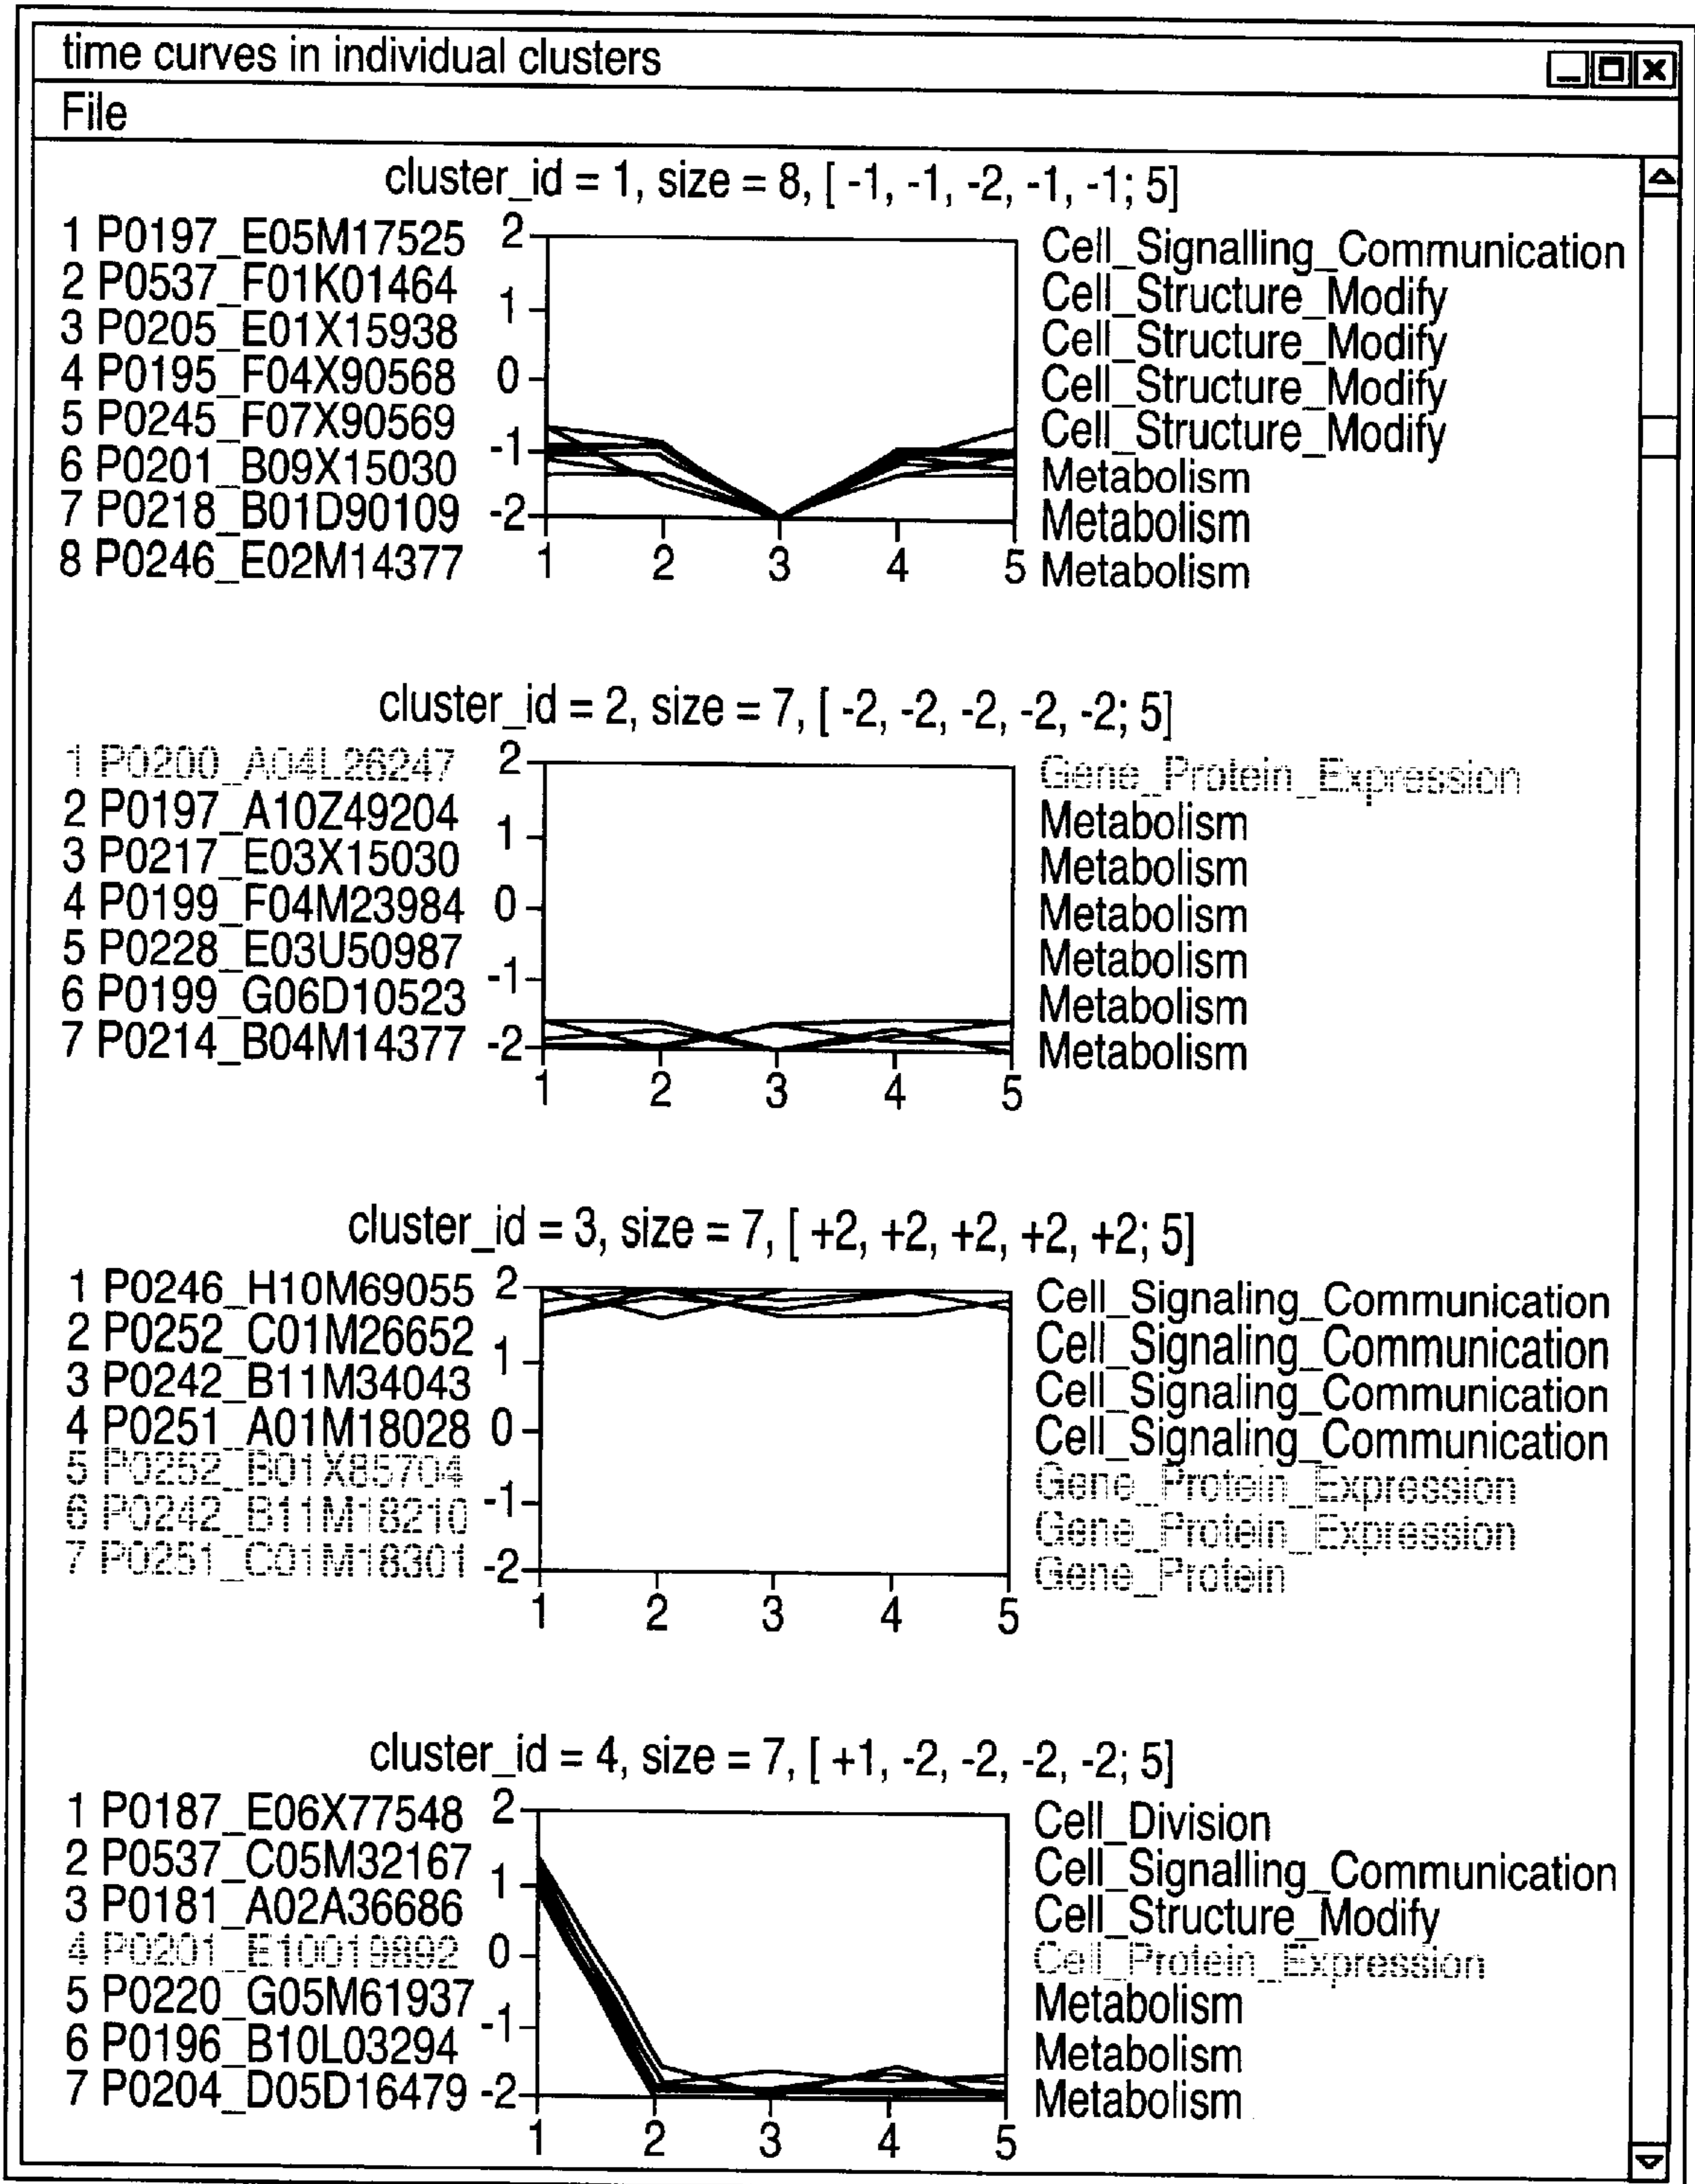 time curves in individual clusters
File
cluster_id = 1, size = 8, [ -1, -1, -2, -1, -1; 5]
1 P0197_E05M17525 2 Cell_Signalling_Communication
2 P0537_F01K01464 1 Cell_Structure_Modify
3 P0205_E01X15938 Cell_Structure_Modify
4 P0195_F04X90568 0 Cell_Structure_Modify
5 P0245_F07X90569 Cell_Structure_Modify
6 P0201_B09X15030 -1 Metabolism
7 P0218_B01D90109 -2 Metabolism
8 P0246_E02M14377 1 2 3 4 5 Metabolism
cluster_id = 2, size = 7, [ -2, -2, -2, -2, -2; 5]
1 P0200_A04L26247 2 Gene_Protein_Expression
2 P0197_A10Z49204 1 Metabolism
3 P0217_E03X15030 Metabolism
4 P0199_F04M23984 0 Metabolism
5 P0228_E03U50987 -1 Metabolism
6 P0199_G06D10523 Metabolism
7 P0214_B04M14377 -2 Metabolism
1 2 3 4 5
cluster_id = 3, size = 7, [ +2, +2, +2, +2, +2; 5]
1 P0246_H10M69055 2 Cell_Signaling_Communication
2 P0252_C01M26652 1 Cell_Signaling_Communication
3 P0242_B11M34043 Cell_Signaling_Communication
4 P0251_A01M18028 0 Cell_Signaling_Communication
5 P0252_B01X85704 Gene_Protein_Expression
6 P0242_B11M18210 -1 Gene_Protein_Expression
7 P0251_C01M18301 -2 Gene_Protein
1 2 3 4 5
cluster_id = 4, size = 7, [ +1, -2, -2, -2, -2; 5]
1 P0187_E06X77548 2 Cell_Division
2 P0537_C05M32167 1 Cell_Signalling_Communication
3 P0181_A02A36686 Cell_Structure_Modify
4 P0201_E10019892 0 Cell_Protein_Expression
5 P0220_G05M61937 -1 Metabolism
6 P0196_B10L03294 Metabolism
7 P0204_D05D16479 -2 Metabolism
1 2 3 4 5